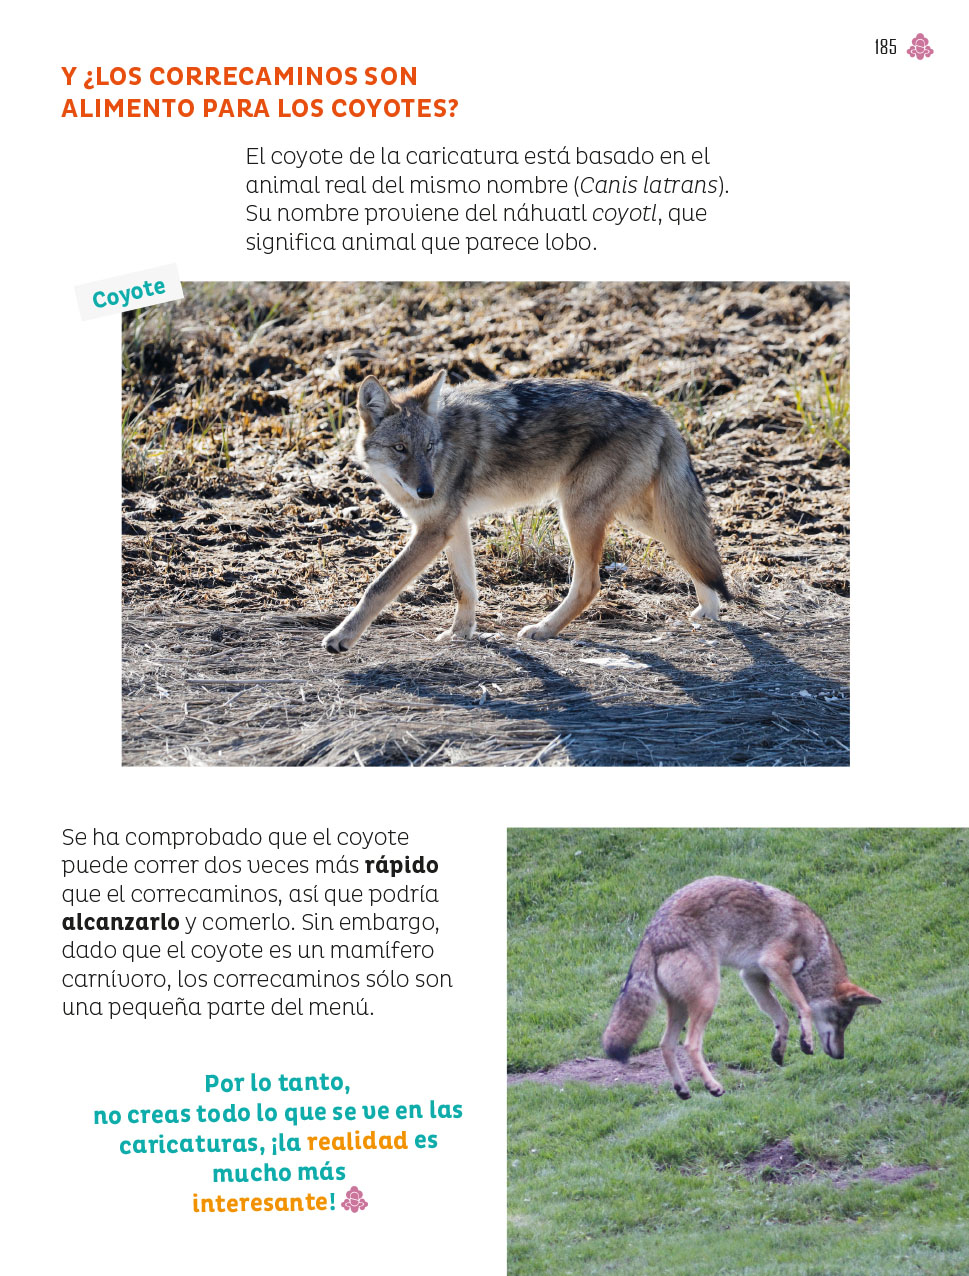 185
Y ¿LOS CORRECAMINOS SON
ALIMENTO PARA LOS COYOTES?
El coyote de la caricatura está basado en el
animal real del mismo nombre (Canis latrans).
Su nombre proviene del náhuatl coyotl, que
significa animal que parece lobo.
Coyote
Se ha comprobado que el coyote
puede correr dos veces más rápido
que el correcaminos, así que podría
alcanzarlo y comerlo. Sin embargo,
dado que el coyote es un mamífero
carnívoro, los correcaminos sólo son
una pequeña parte del menú.
Por lo tanto,
no creas todo lo que se ve en las
caricaturas, ¡la realidad es
mucho más
interesante!